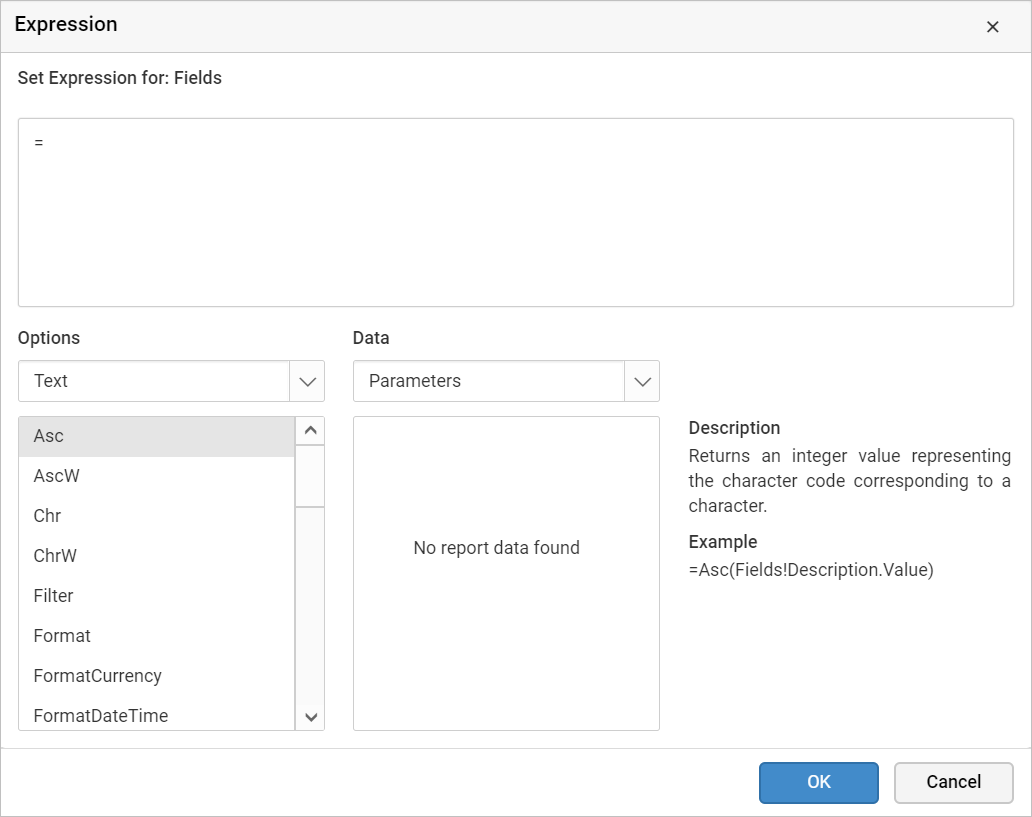 Expression
Set Expression for: Fields
=
Options
Data
Text
Parameters
Asc
AscW
Chr
ChrW
Filter
Format
FormatCurrency
FormatDateTime
No report data found
Description
Returns an integer value representing
the character code corresponding to a
character.
Example
=Asc(Fields!Description.Value)
OK
Cancel